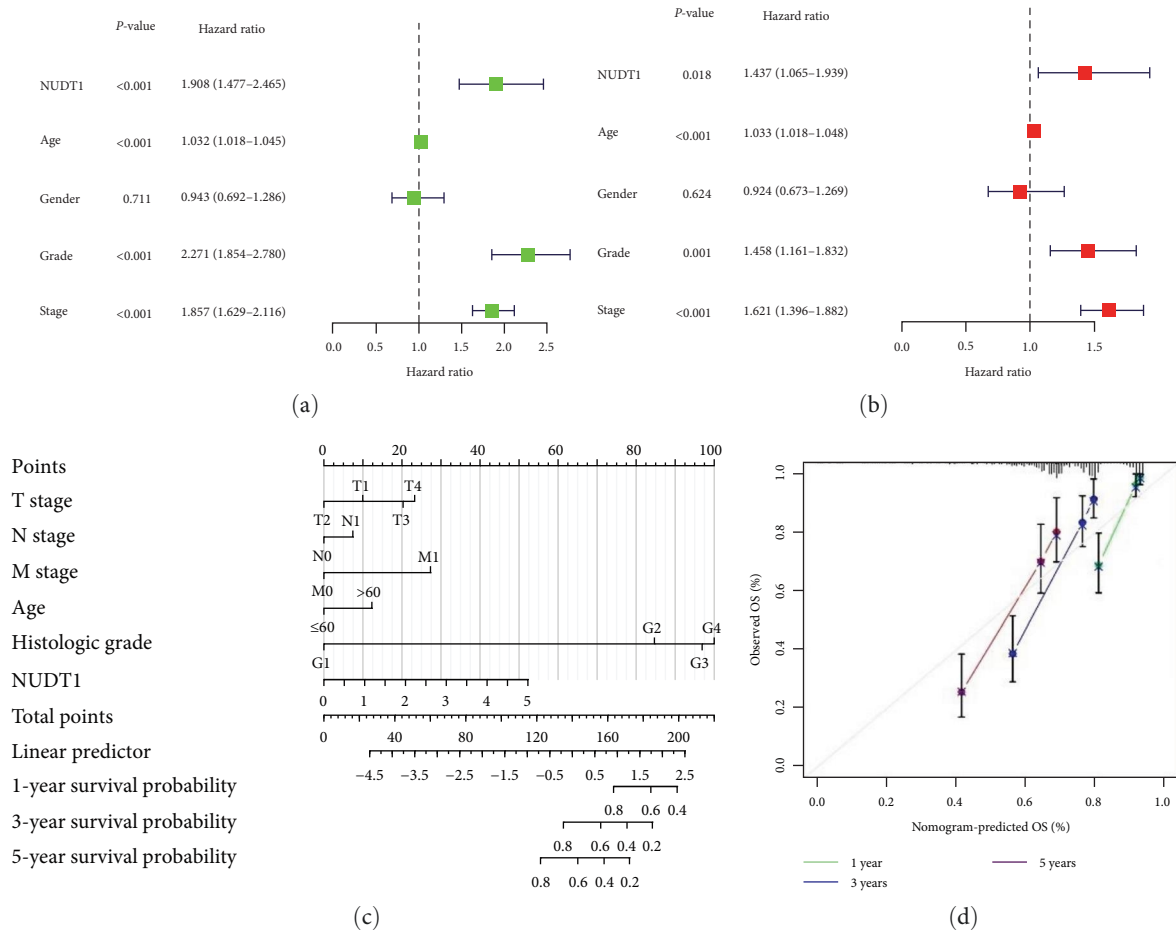 P-value Hazard ratio
NUDT1 <0.001 1.908 (1.477–2.465)
Age <0.001 1.032 (1.018–1.045)
Gender 0.711 0.943 (0.692–1.286)
Grade <0.001 2.271 (1.854–2.780)
Stage <0.001 1.857 (1.629–2.116)
0.0 0.5 1.0 1.5 2.0 2.5
Hazard ratio
(a)
P-value Hazard ratio
NUDT1 0.018 1.437 (1.065–1.939)
Age <0.001 1.033 (1.018–1.048)
Gender 0.624 0.924 (0.673–1.269)
Grade 0.001 1.458 (1.161–1.832)
Stage <0.001 1.621 (1.396–1.882)
0.0 0.5 1.0 1.5
Hazard ratio
(b)
0 20 40 60 80 100
Points
T1 T4
T stage
T2 N1 T3
N stage
N0 M1
M stage
M0 >60
Age
≤60 G2 G4
Histologic grade
G1 G3
NUDT1
0 1 2 3 4 5
Total points
0 40 80 120 160 200
Linear predictor
−4.5 −3.5 −2.5 −1.5 −0.5 0.5 1.5 2.5
1-year survival probability
0.8 0.6 0.4
3-year survival probability
0.8 0.6 0.4 0.2
5-year survival probability
0.8 0.6 0.4 0.2
(c)
Observed OS (%)
1.0
0.8
0.6
0.4
0.2
0.0
0.0 0.2 0.4 0.6 0.8 1.0
Nomogram-predicted OS (%)
1 year 5 years
3 years
(d)